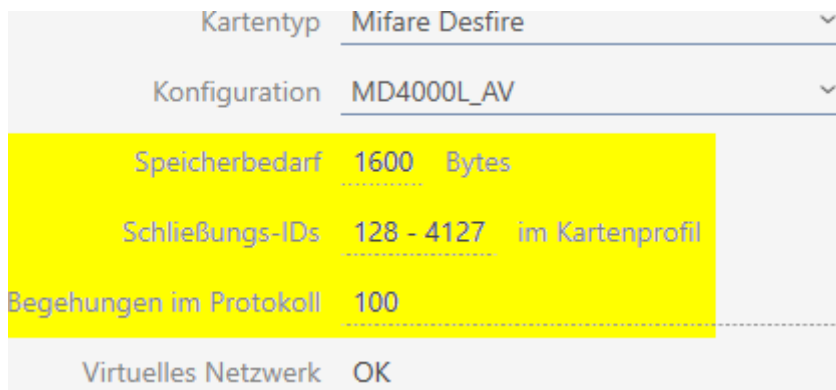 Kartentyp Mifare Desfire
Konfiguration MD4000L_AV
Speicherbedarf 1600 Bytes
Schließungs-IDs 128 - 4127 im Kartenprofil
Begehungen im Protokoll 100
Virtuelles Netzwerk OK